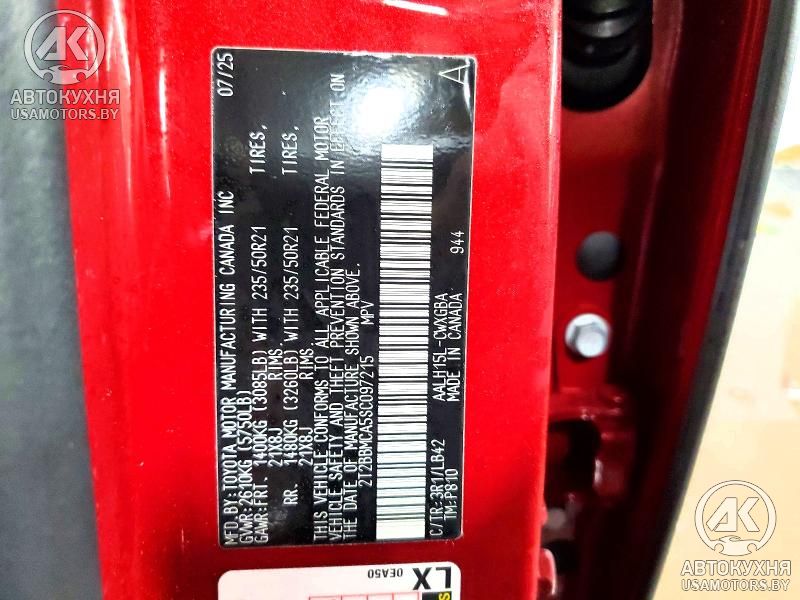 AK
АВТОКУХНЯ
USAMOTORS.BY
MFD. BY: TOYOTA MOTOR MANUFACTURING CANADA INC 07/25
GVWR: 2610KG (5750LB)
GAWR: FRT. 1400KG (3085LB) WITH 235/50R21 TIRES,
21X8J RIMS.
RR. 1480KG (3260LB) WITH 235/50R21 TIRES,
21X8J RIMS.
THIS VEHICLE CONFORMS TO ALL APPLICABLE FEDERAL MOTOR
VEHICLE SAFETY AND THEFT PREVENTION STANDARDS IN EFFECT ON
THE DATE OF MANUFACTURE SHOWN ABOVE.
2T2BBMCA5SC097215 MPV
C/TR: 3R1/LB42 AALH15L-CWXGBA 944
TM: P810 MADE IN CANADA
A
LX
0EA50
AK
АВТОКУХНЯ
USAMOTORS.BY